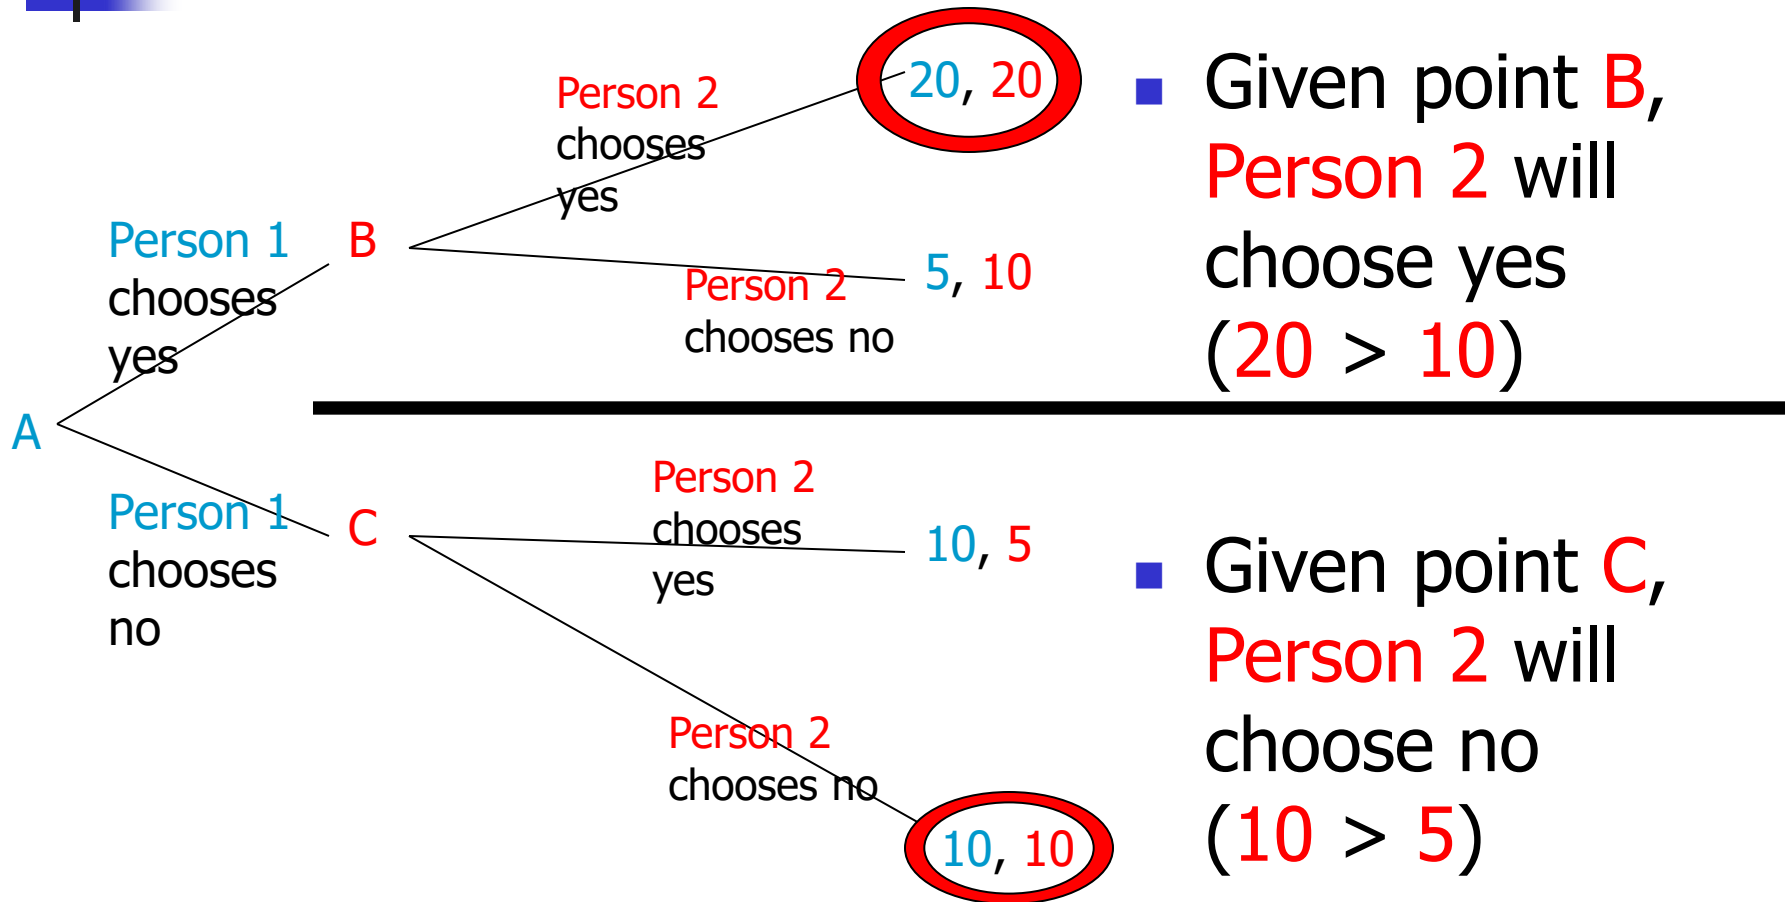 Person 2
chooses
yes
20, 20
Person 1
chooses
yes
B
Person 2
chooses no
5, 10
A
Person 1
chooses
no
C
Person 2
chooses
yes
10, 5
Person 2
chooses no
10, 10
Given point B,
Person 2 will
choose yes
(20 > 10)
Given point C,
Person 2 will
choose no
(10 > 5)